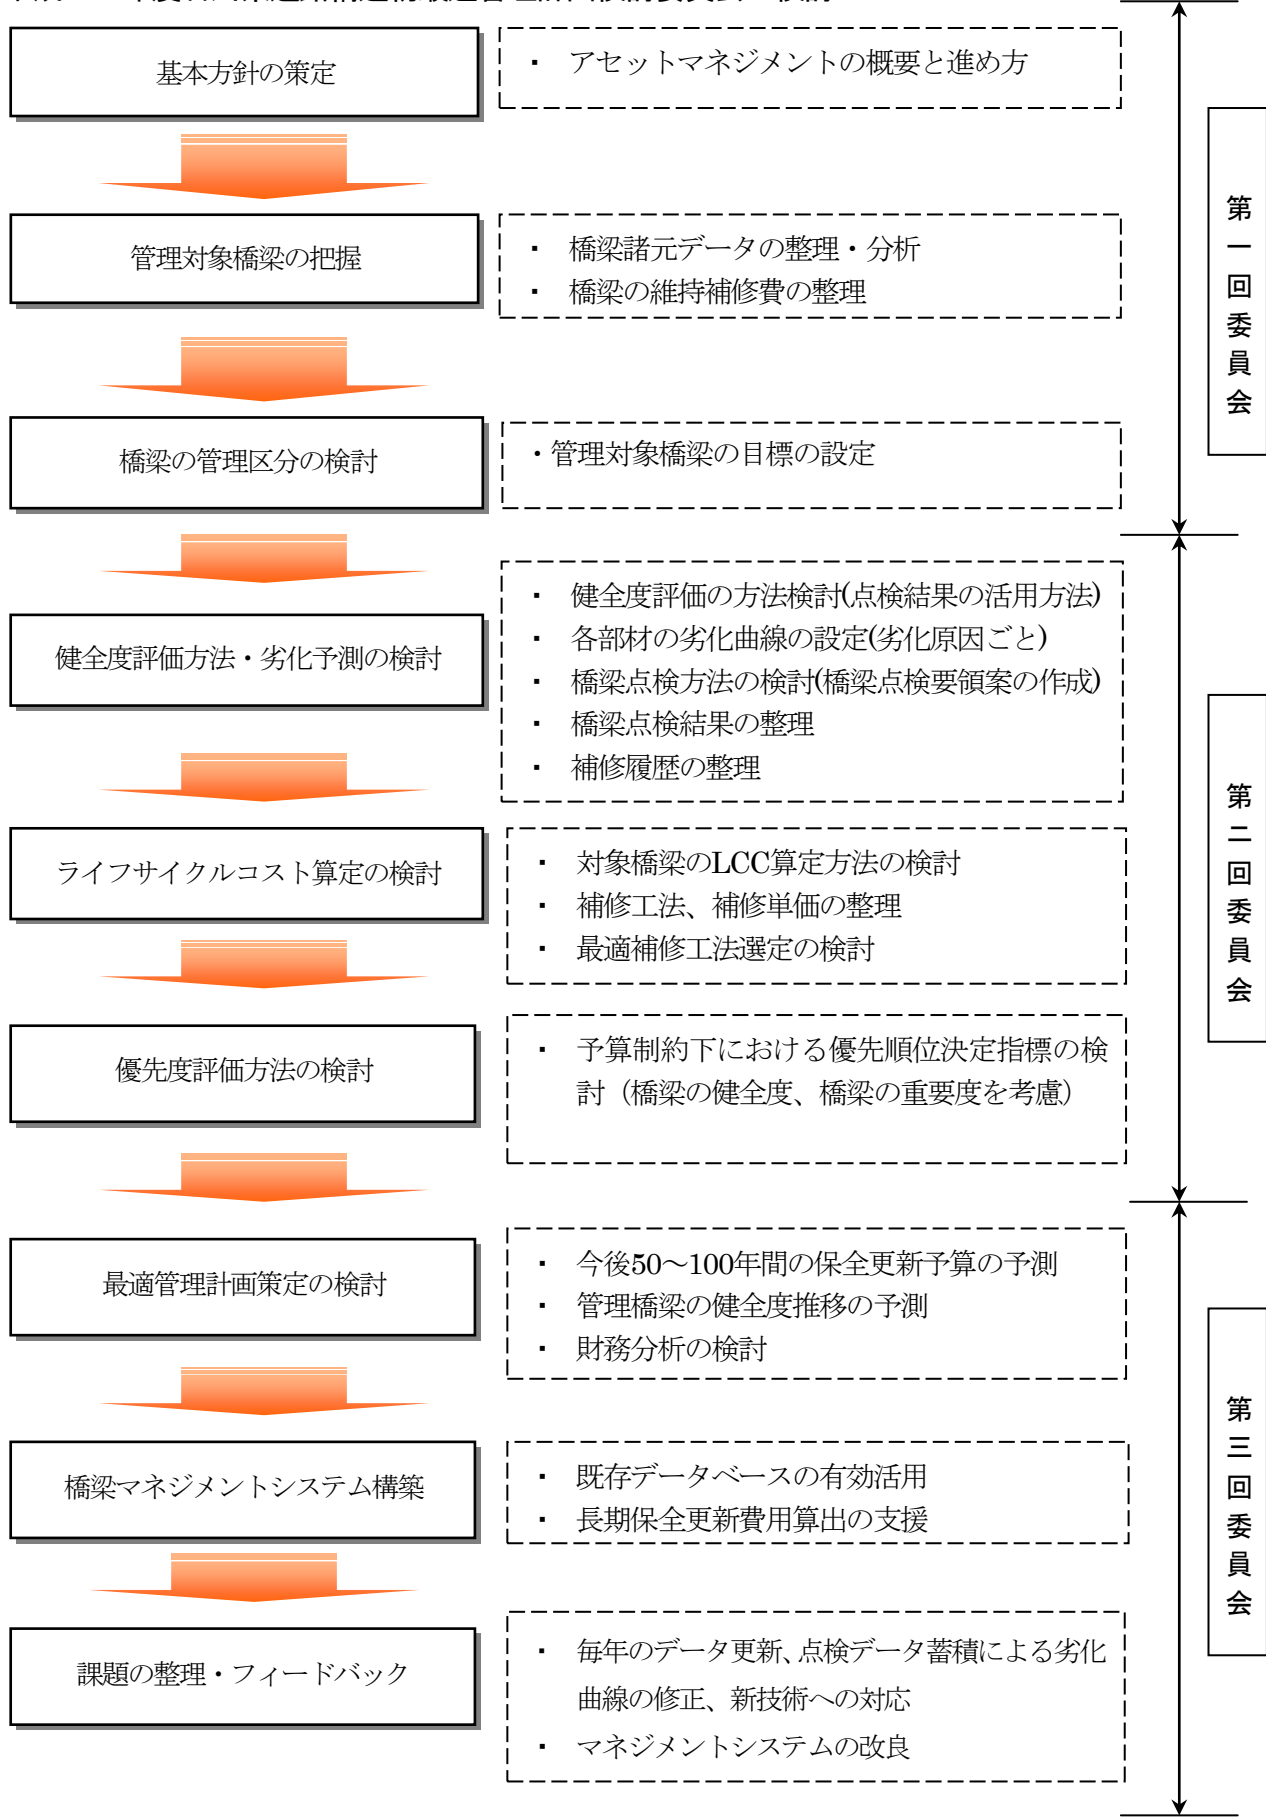 基本方針の策定
・ アセットマネジメントの概要と進め方
管理対象橋梁の把握
・ 橋梁諸元データの整理・分析
・ 橋梁の維持補修費の整理
橋梁の管理区分の検討
・管理対象橋梁の目標の設定
第一回委員会
健全度評価方法・劣化予測の検討
・ 健全度評価の方法検討(点検結果の活用方法)
・ 各部材の劣化曲線の設定(劣化原因ごと)
・ 橋梁点検方法の検討(橋梁点検要領案の作成)
・ 橋梁点検結果の整理
・ 補修履歴の整理
ライフサイクルコスト算定の検討
・ 対象橋梁のLCC算定方法の検討
・ 補修工法、補修単価の整理
・ 最適補修工法選定の検討
優先度評価方法の検討
・ 予算制約下における優先順位決定指標の検
討（橋梁の健全度、橋梁の重要度を考慮）
第二回委員会
最適管理計画策定の検討
・ 今後50～100年間の保全更新予算の予測
・ 管理橋梁の健全度推移の予測
・ 財務分析の検討
橋梁マネジメントシステム構築
・ 既存データベースの有効活用
・ 長期保全更新費用算出の支援
課題の整理・フィードバック
・ 毎年のデータ更新、点検データ蓄積による劣化
曲線の修正、新技術への対応
・ マネジメントシステムの改良
第三回委員会